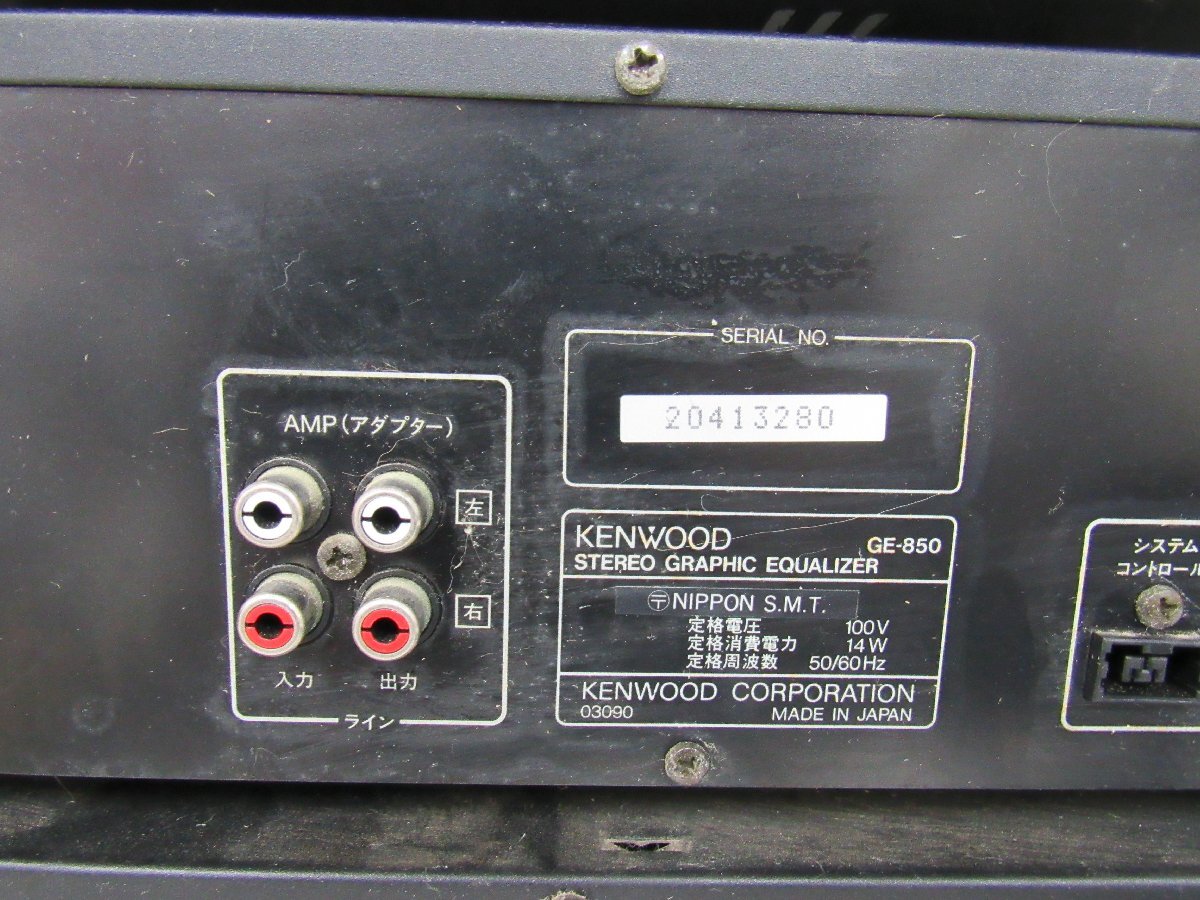 SERIAL NO.
20413280
AMP(アダプター)
左
右
入力 出力
ライン
KENWOOD GE-850
STEREO GRAPHIC EQUALIZER
〒 NIPPON S.M.T.
定格電圧 100V
定格消費電力 14W
定格周波数 50/60Hz
KENWOOD CORPORATION
03090 MADE IN JAPAN
システム
コントロール